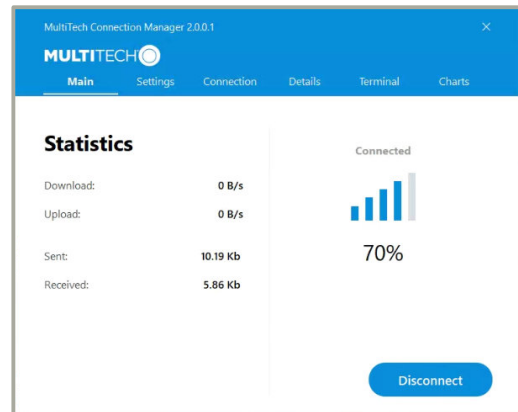 MultiTech Connection Manager 2.0.0.1
MULTITECH
Main Settings Connection Details Terminal Charts
Statistics
Connected
Download: 0 B/s
Upload: 0 B/s
70%
Sent: 10.19 Kb
Received: 5.86 Kb
Disconnect